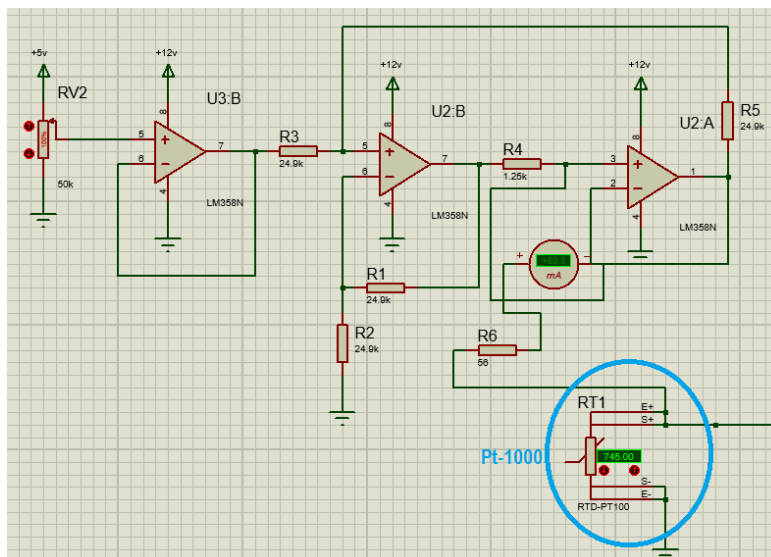 +5v
+12v
+12v
+12v
RV2
U3:B
U2:B
U2:A
R5
24.9k
R3
24.9k
R4
1.25k
100%
8
5
6
7
4
8
5
6
7
4
8
3
2
1
4
50k
LM358N
LM358N
LM358N
R1
24.9k
R2
24.9k
+
mA
R6
56
RT1
E+
S+
Pt-1000
745.00
S-
E-
RTD-PT100